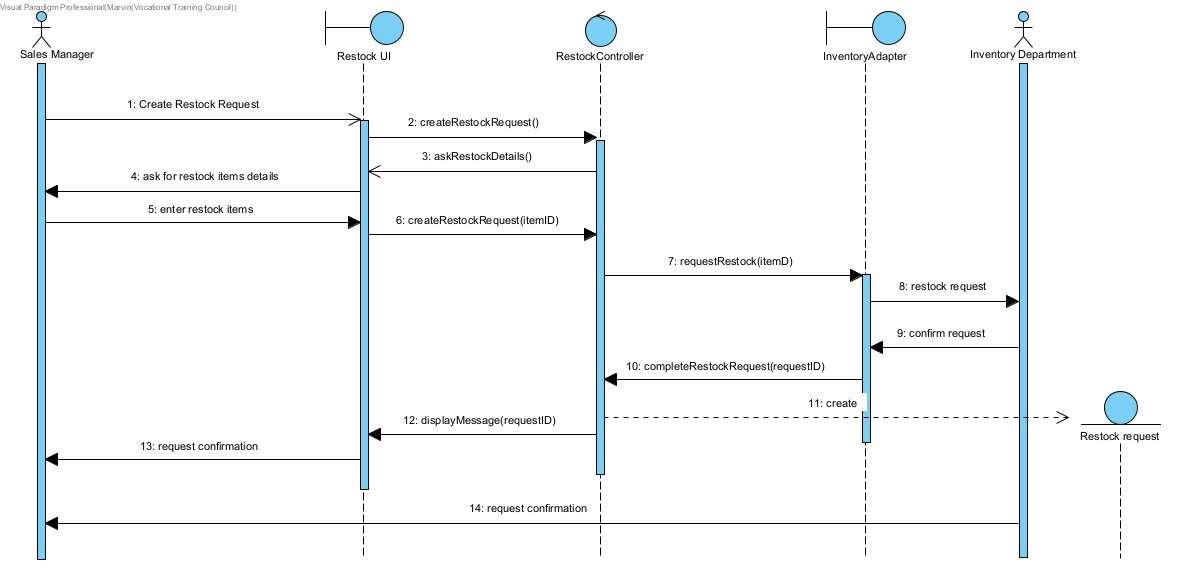 Visual Paradigm Professional(Marvin(Vocational Training Council))
Sales Manager
Restock UI
RestockController
InventoryAdapter
Inventory Department
1: Create Restock Request
2: createRestockRequest()
3: askRestockDetails()
4: ask for restock items details
5: enter restock items
6: createRestockRequest(itemID)
7: requestRestock(itemD)
8: restock request
9: confirm request
10: completeRestockRequest(requestID)
11: create
12: displayMessage(requestID)
Restock request
13: request confirmation
14: request confirmation